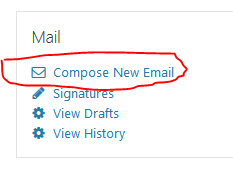 Mail
Compose New Email
Signatures
View Drafts
View History